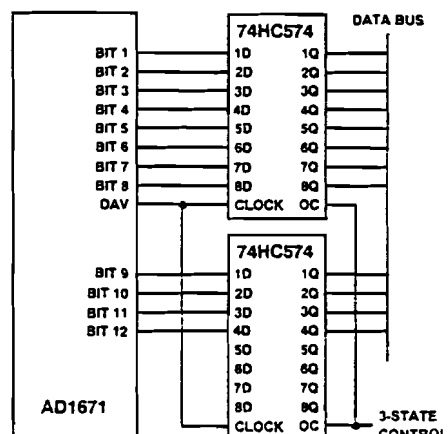 74HC574
DATA BUS
BIT 1 1D 1Q
BIT 2 2D 2Q
BIT 3 3D 3Q
BIT 4 4D 4Q
BIT 5 5D 5Q
BIT 6 6D 6Q
BIT 7 7D 7Q
BIT 8 8D 8Q
DAV CLOCK OC
74HC574
BIT 9 1D 1Q
BIT 10 2D 2Q
BIT 11 3D 3Q
BIT 12 4D 4Q
5D 5Q
6D 6Q
7D 7Q
8D 8Q
AD1671
CLOCK OC
3-STATE
CONTROL